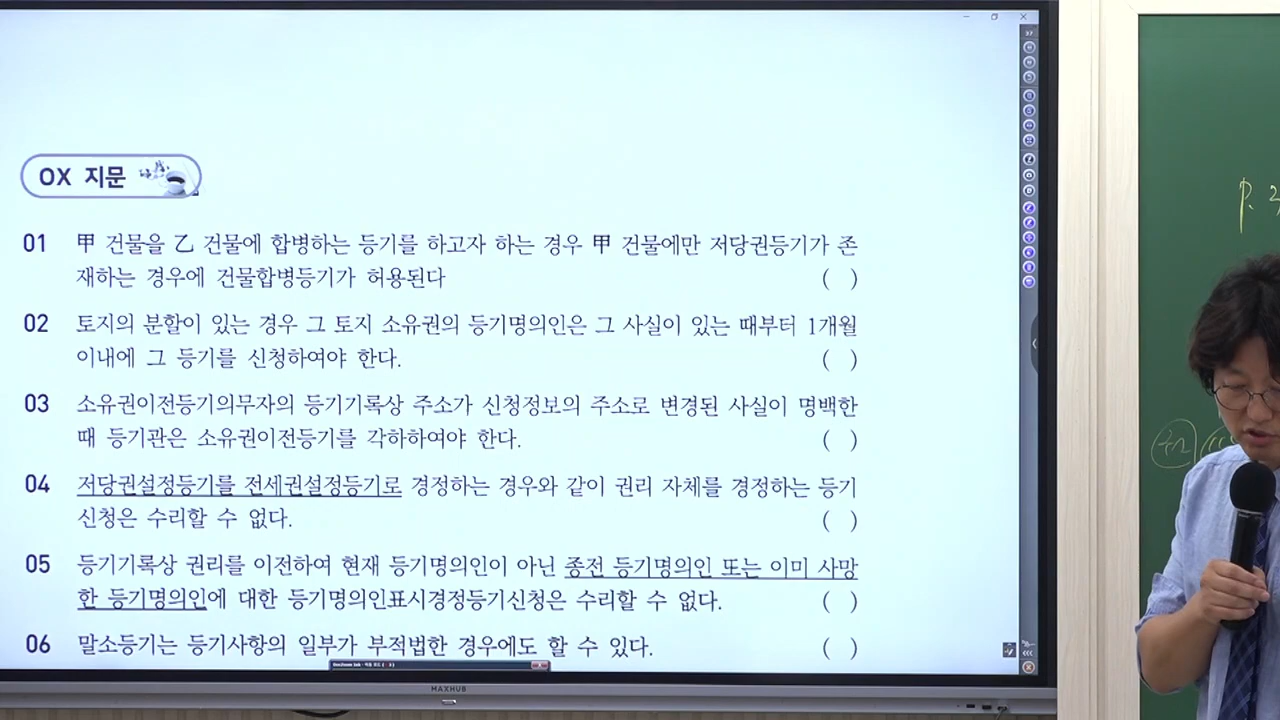 OX 지문
01 甲 건물을 乙 건물에 합병하는 등기를 하고자 하는 경우 甲 건물에만 저당권등기가 존
재하는 경우에 건물합병등기가 허용된다 ( )
02 토지의 분할이 있는 경우 그 토지 소유권의 등기명의인은 그 사실이 있는 때부터 1개월
이내에 그 등기를 신청하여야 한다. ( )
03 소유권이전등기의무자의 등기기록상 주소가 신청정보의 주소로 변경된 사실이 명백한
때 등기관은 소유권이전등기를 각하하여야 한다. ( )
04 저당권설정등기를 전세권설정등기로 경정하는 경우와 같이 권리 자체를 경정하는 등기
신청은 수리할 수 없다. ( )
05 등기기록상 권리를 이전하여 현재 등기명의인이 아닌 종전 등기명의인 또는 이미 사망
한 등기명의인에 대한 등기명의인표시경정등기신청은 수리할 수 없다. ( )
06 말소등기는 등기사항의 일부가 부적법한 경우에도 할 수 있다. ( )
MAXHUB
p. 2